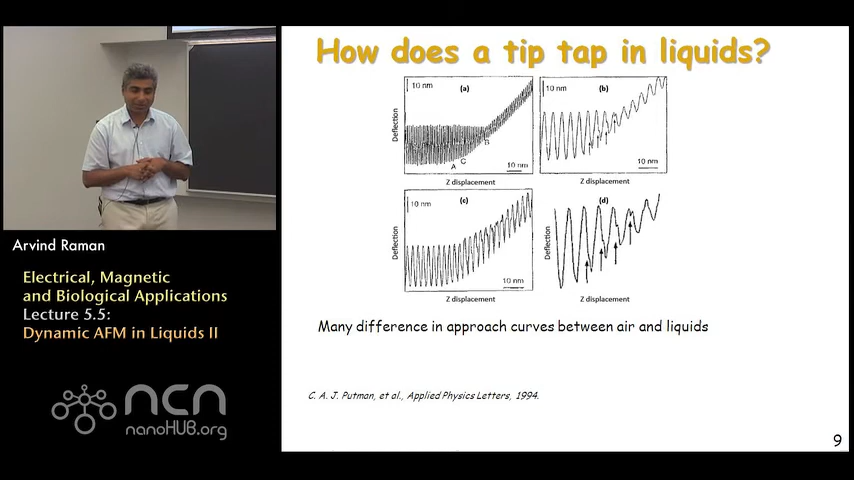 How does a tip tap in liquids?
10 nm
(a)
Deflection
A
C
B
10 nm
Z displacement
10 nm
(b)
10 nm
Z displacement
10 nm
(c)
Deflection
10 nm
Z displacement
(d)
Deflection
Z displacement
Many difference in approach curves between air and liquids
C. A. J. Putman, et al., Applied Physics Letters, 1994.
9
Arvind Raman
Electrical, Magnetic
and Biological Applications
Lecture 5.5:
Dynamic AFM in Liquids II
ncn
nanoHUB.org